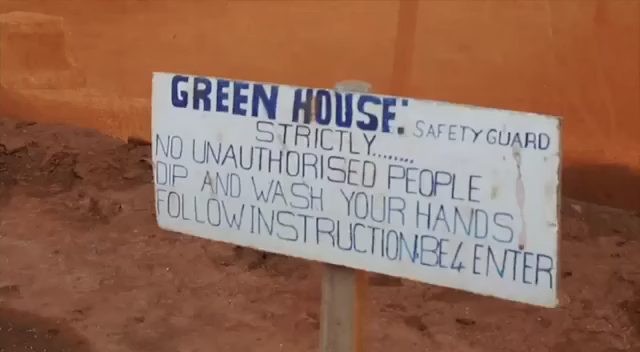 GREEN HOUSE: SAFETY GUARD
STRICTLY.........
NO UNAUTHORISED PEOPLE
DIP AND WASH YOUR HANDS
FOLLOW INSTRUCTION BE4 ENTER